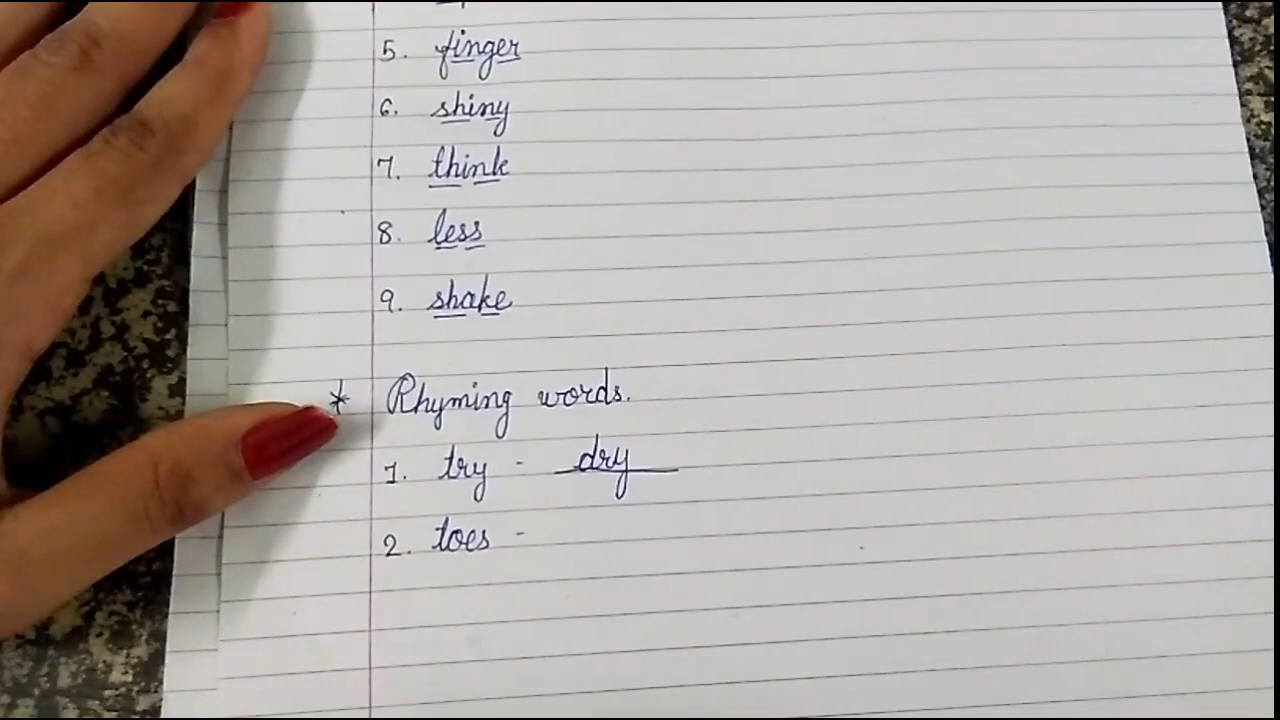 5. finger
6. shiny
7. think
8. less
9. shake
* Rhyming words.
1. try - dry
2. toes -